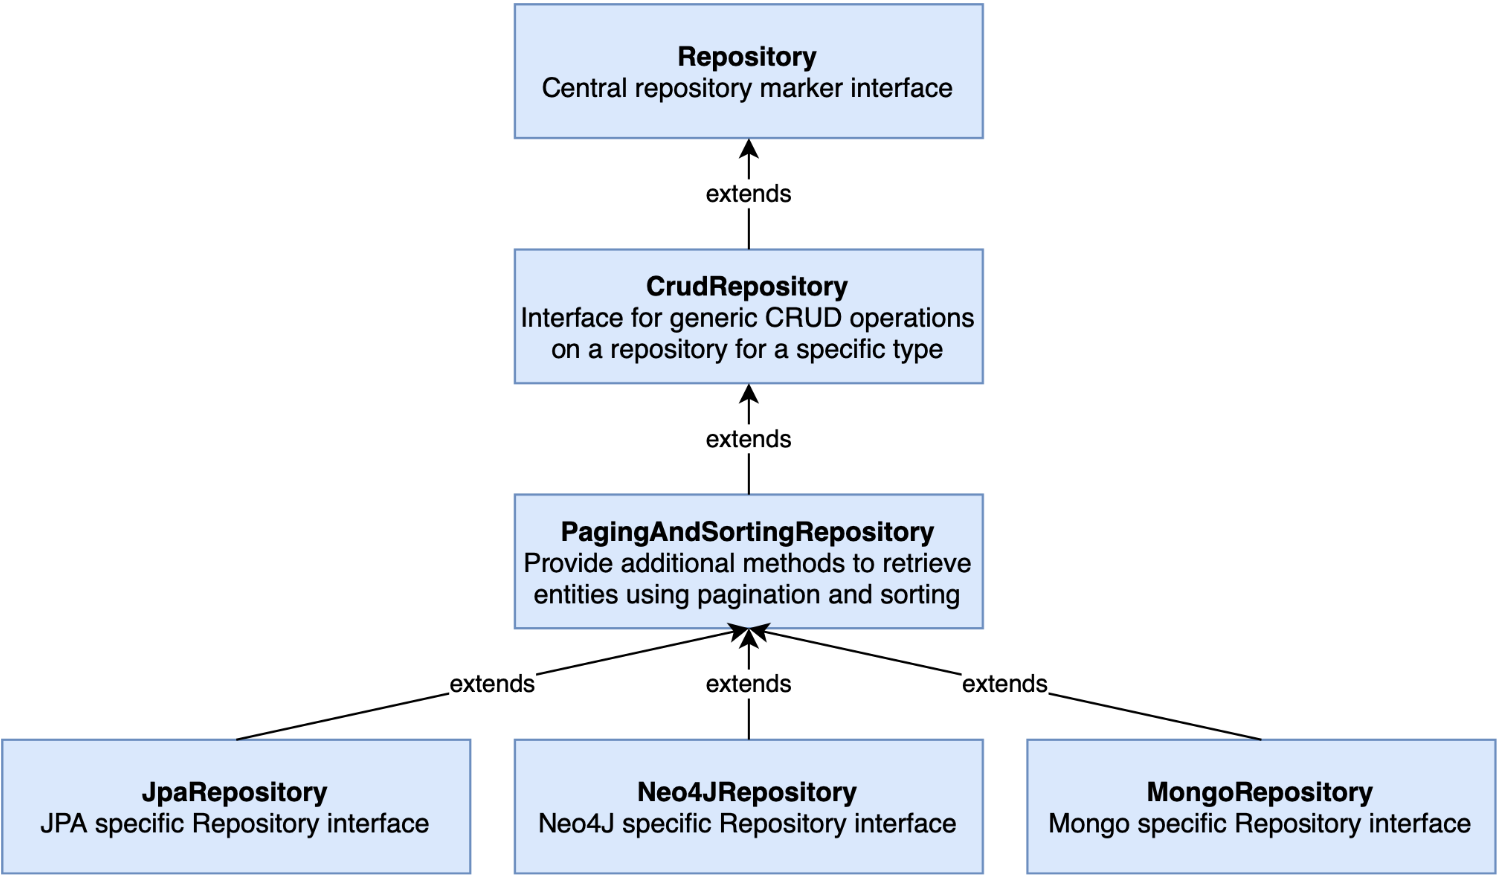 Repository
Central repository marker interface
extends
CrudRepository
Interface for generic CRUD operations
on a repository for a specific type
extends
PagingAndSortingRepository
Provide additional methods to retrieve
entities using pagination and sorting
extends
extends
extends
JpaRepository
JPA specific Repository interface
Neo4JRepository
Neo4J specific Repository interface
MongoRepository
Mongo specific Repository interface